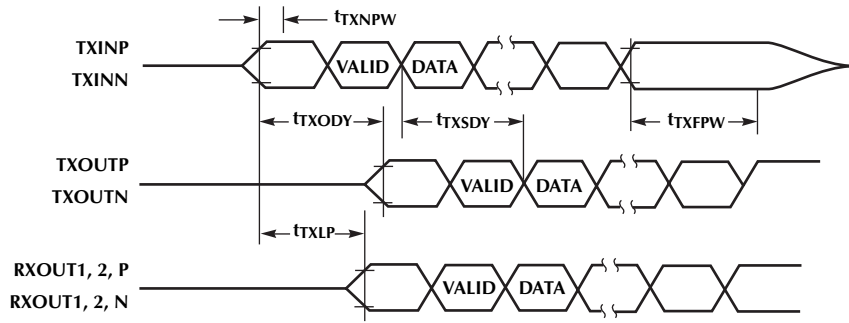 tTXNPW
TXINP
TXINN
VALID DATA
tTXODY tTXSDY tTXFPW
TXOUTP
TXOUTN
VALID DATA
tTXLP
RXOUT1, 2, P
RXOUT1, 2, N
VALID DATA